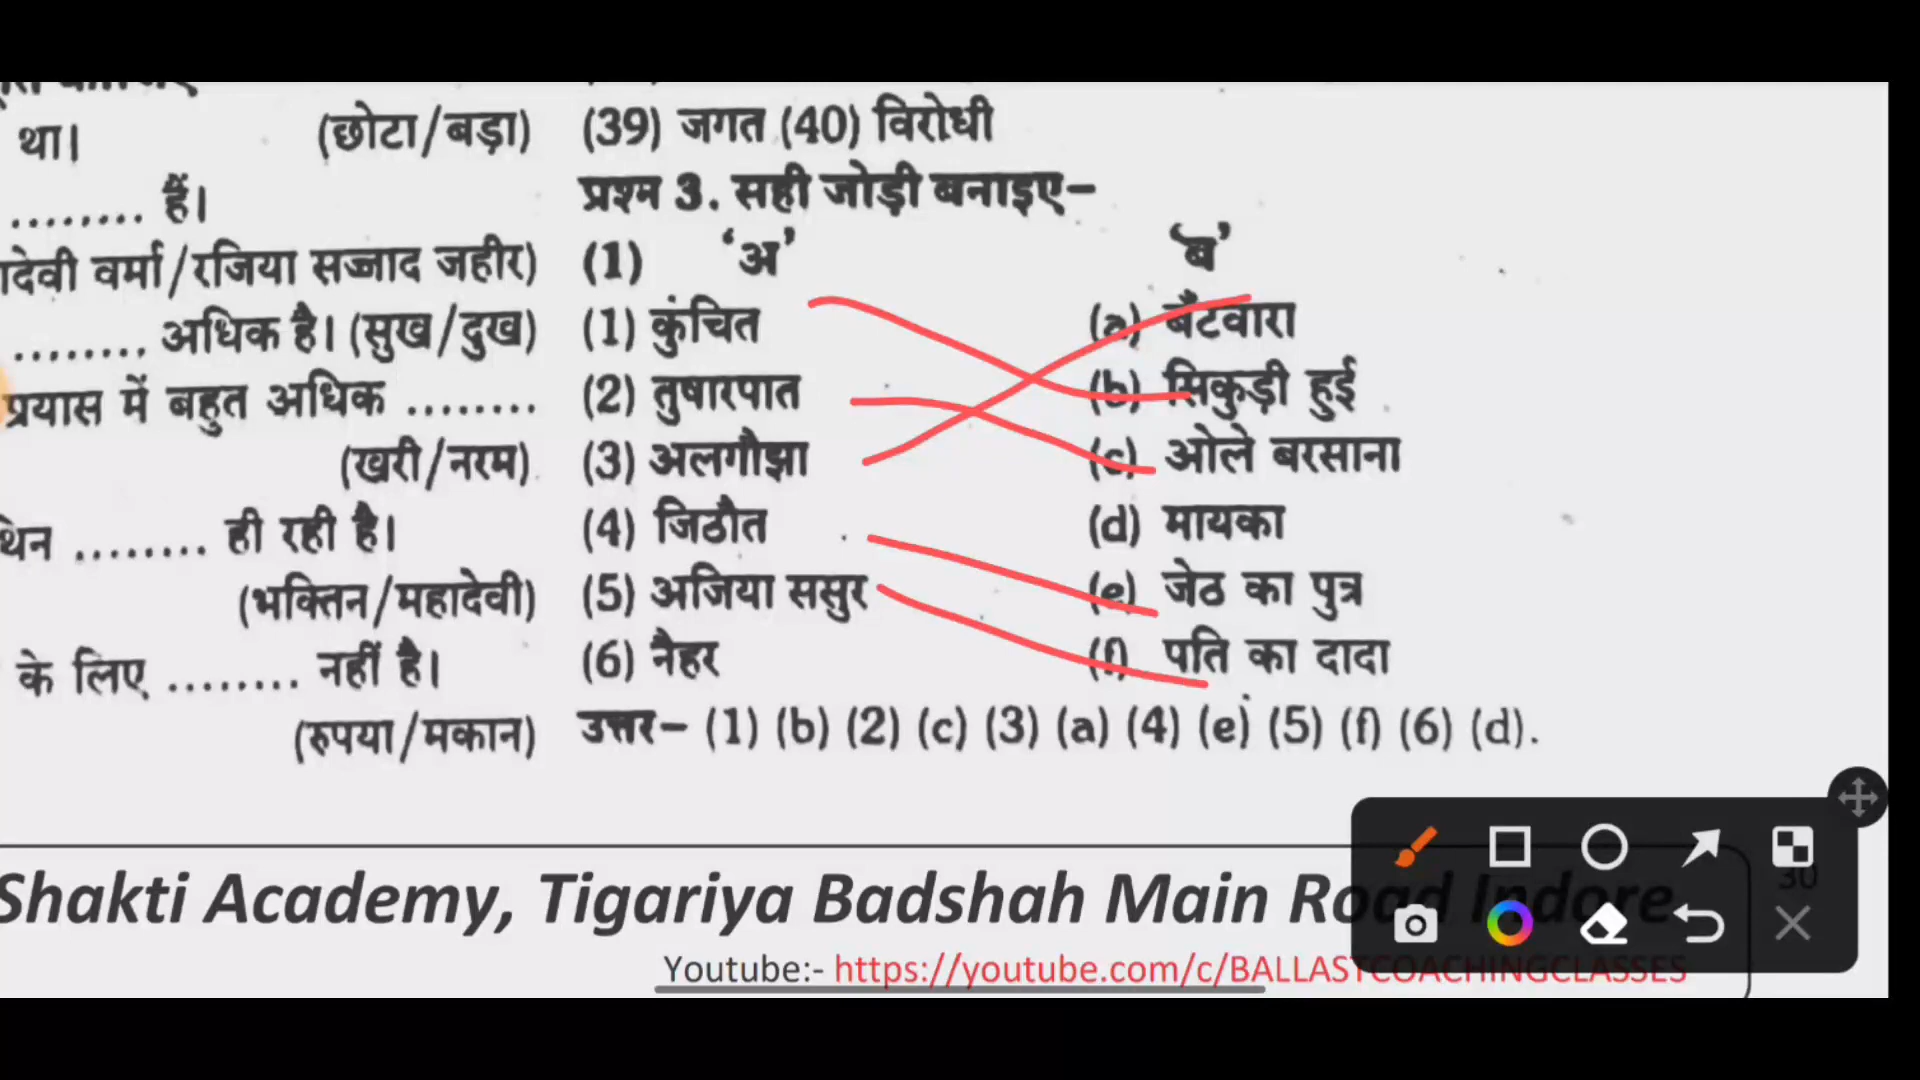 था। (छोटा/बड़ा)
........ हैं।
वर्मा/रजिया सज्जाद जहीर)
........ अधिक है। (सुख/दुख)
प्रयास में बहुत अधिक ........
(खरी/नरम)
........ ही रही है।
(भक्तिन/महादेवी)
के लिए ........ नहीं है।
(रुपया/मकान)
(39) जगत (40) विरोधी
प्रश्न 3. सही जोड़ी बनाइए–
(1) ‘अ’ ‘ब’
(1) कुंचित (a) बँटवारा
(2) तुषारपात (b) सिकुड़ी हुई
(3) अलगौझा (c) ओले बरसाना
(4) जिठौत (d) मायका
(5) अजिया ससुर (e) जेठ का पुत्र
(6) नैहर (f) पति का दादा
उत्तर– (1) (b) (2) (c) (3) (a) (4) (e) (5) (f) (6) (d).
30
Shakti Academy, Tigariya Badshah Main Road Indore
Youtube:- https://youtube.com/c/BALLASTCOACHINGCLASSES